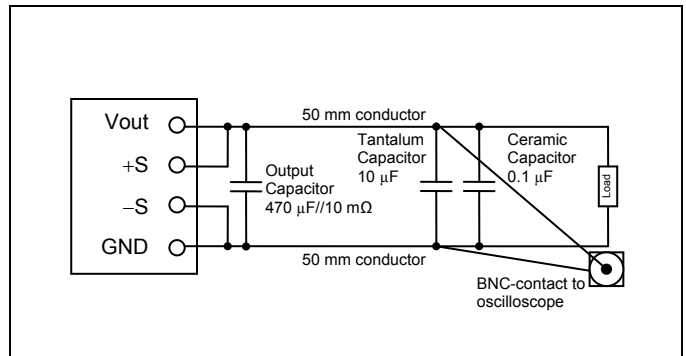 Vout
+S
−S
GND
50 mm conductor
Output
Capacitor
470 μF//10 mΩ
Tantalum
Capacitor
10 μF
Ceramic
Capacitor
0.1 μF
Load
50 mm conductor
BNC-contact to
oscilloscope